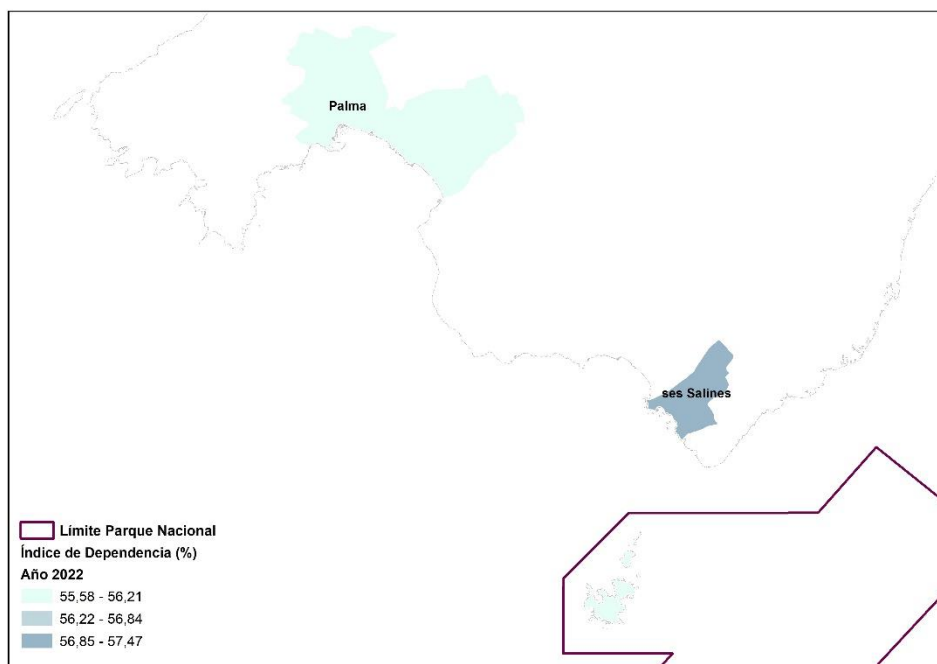 Palma
ses Salines
Límite Parque Nacional
Índice de Dependencia (%)
Año 2022
55,58 - 56,21
56,22 - 56,84
56,85 - 57,47